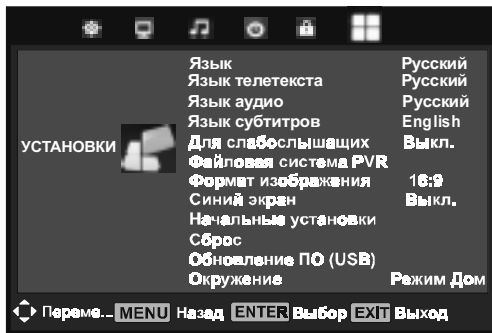 Язык Русский
Язык телетекста Русский
Язык аудио Русский
Язык субтитров English
УСТАНОВКИ Для слабослышащих Выкл.
Файловая система PVR
Формат изображения 16:9
Синий экран Выкл.
Начальные установки
Сброс
Обновление ПО (USB)
Окружение Режим Дом
Переме... MENU Назад ENTER Выбор EXIT Выход